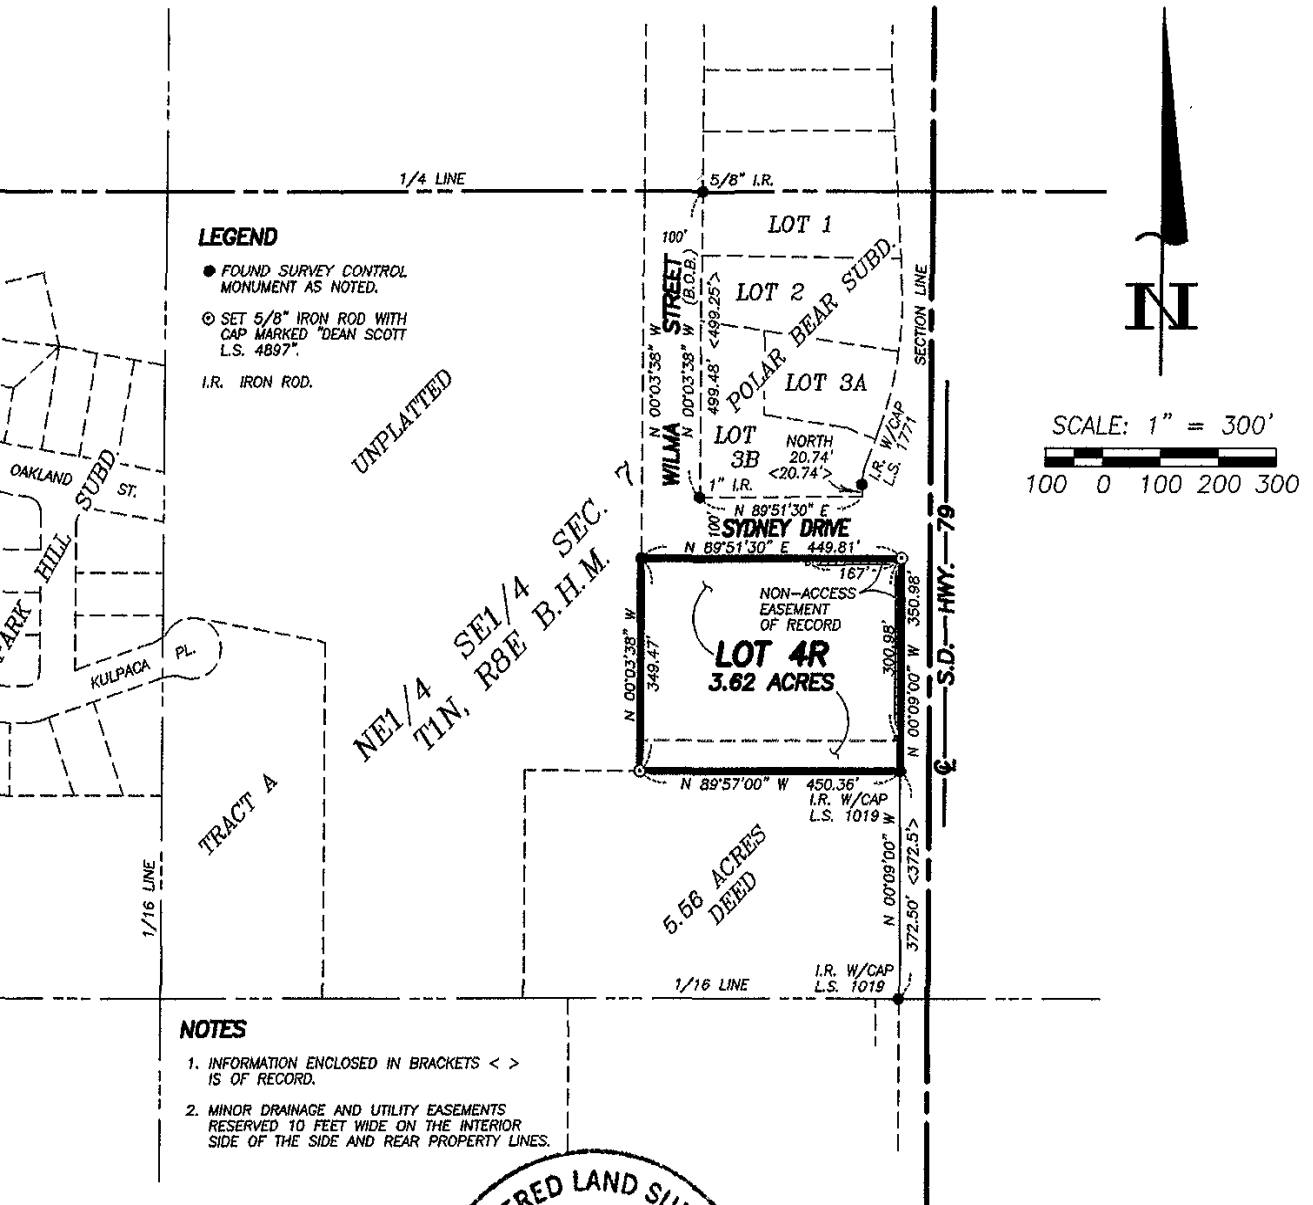 1/4 LINE
5/8" I.R.
LEGEND
FOUND SURVEY CONTROL
MONUMENT AS NOTED.
SET 5/8" IRON ROD WITH
CAP MARKED "DEAN SCOTT
L.S. 4897".
I.R. IRON ROD.
UNPLATTED
100'
WILMA STREET
N 00°03'38" W
N 00°03'38" W (B.O.B.)
499.48' <499.25'>
LOT 1
LOT 2
POLAR BEAR SUBD.
LOT 3A
LOT
3B
NORTH
20.74'
<20.74'>
I.R. W/CAP
L.S. 1771
SECTION LINE
N
SCALE: 1" = 300'
100 0 100 200 300
1" I.R.
N 89°51'30" E
100'
SYDNEY DRIVE
N 89°51'30" E 449.81'
167'
NON-ACCESS
EASEMENT
OF RECORD
LOT 4R
3.62 ACRES
N 00°03'38" W
349.47'
300.98'
N 00°09'00" W 350.98'
S.D. HWY. 79
N 89°57'00" W 450.36'
I.R. W/CAP
L.S. 1019
N 00°09'00" W
372.50' <372.5'>
5.56 ACRES
DEED
NE1/4 SE1/4 SEC. 7
T1N, R8E B.H.M.
OAKLAND ST.
PARK HILL SUBD.
KULPACA PL.
TRACT A
1/16 LINE
1/16 LINE
I.R. W/CAP
L.S. 1019
NOTES
1. INFORMATION ENCLOSED IN BRACKETS < >
IS OF RECORD.
2. MINOR DRAINAGE AND UTILITY EASEMENTS
RESERVED 10 FEET WIDE ON THE INTERIOR
SIDE OF THE SIDE AND REAR PROPERTY LINES.
ERED LAND SU